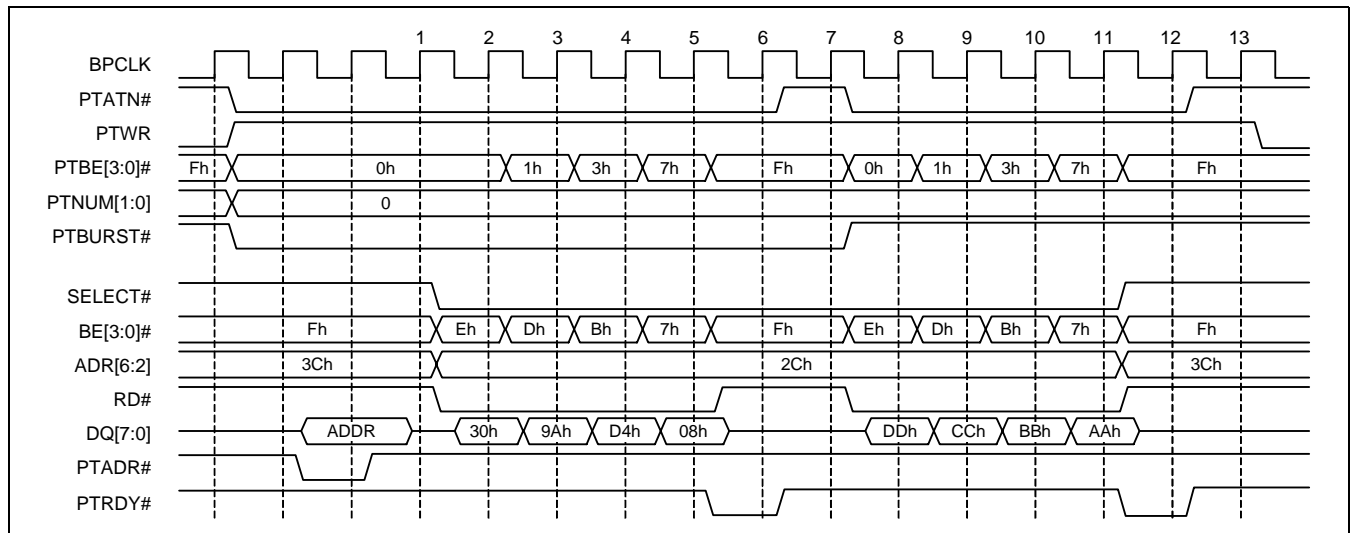 1 2 3 4 5 6 7 8 9 10 11 12 13
BPCLK
PTATN#
PTWR
PTBE[3:0]# Fh 0h 1h 3h 7h Fh 0h 1h 3h 7h Fh
PTNUM[1:0] 0
PTBURST#
SELECT#
BE[3:0]# Fh Eh Dh Bh 7h Fh Eh Dh Bh 7h Fh
ADR[6:2] 3Ch 2Ch 3Ch
RD#
DQ[7:0] ADDR 30h 9Ah D4h 08h DDh CCh BBh AAh
PTADR#
PTRDY#